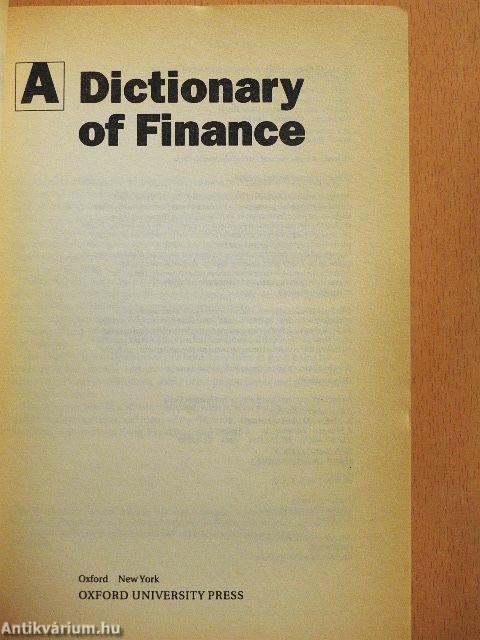 A Dictionary
of Finance
Oxford New York
OXFORD UNIVERSITY PRESS
Antikvárium.hu